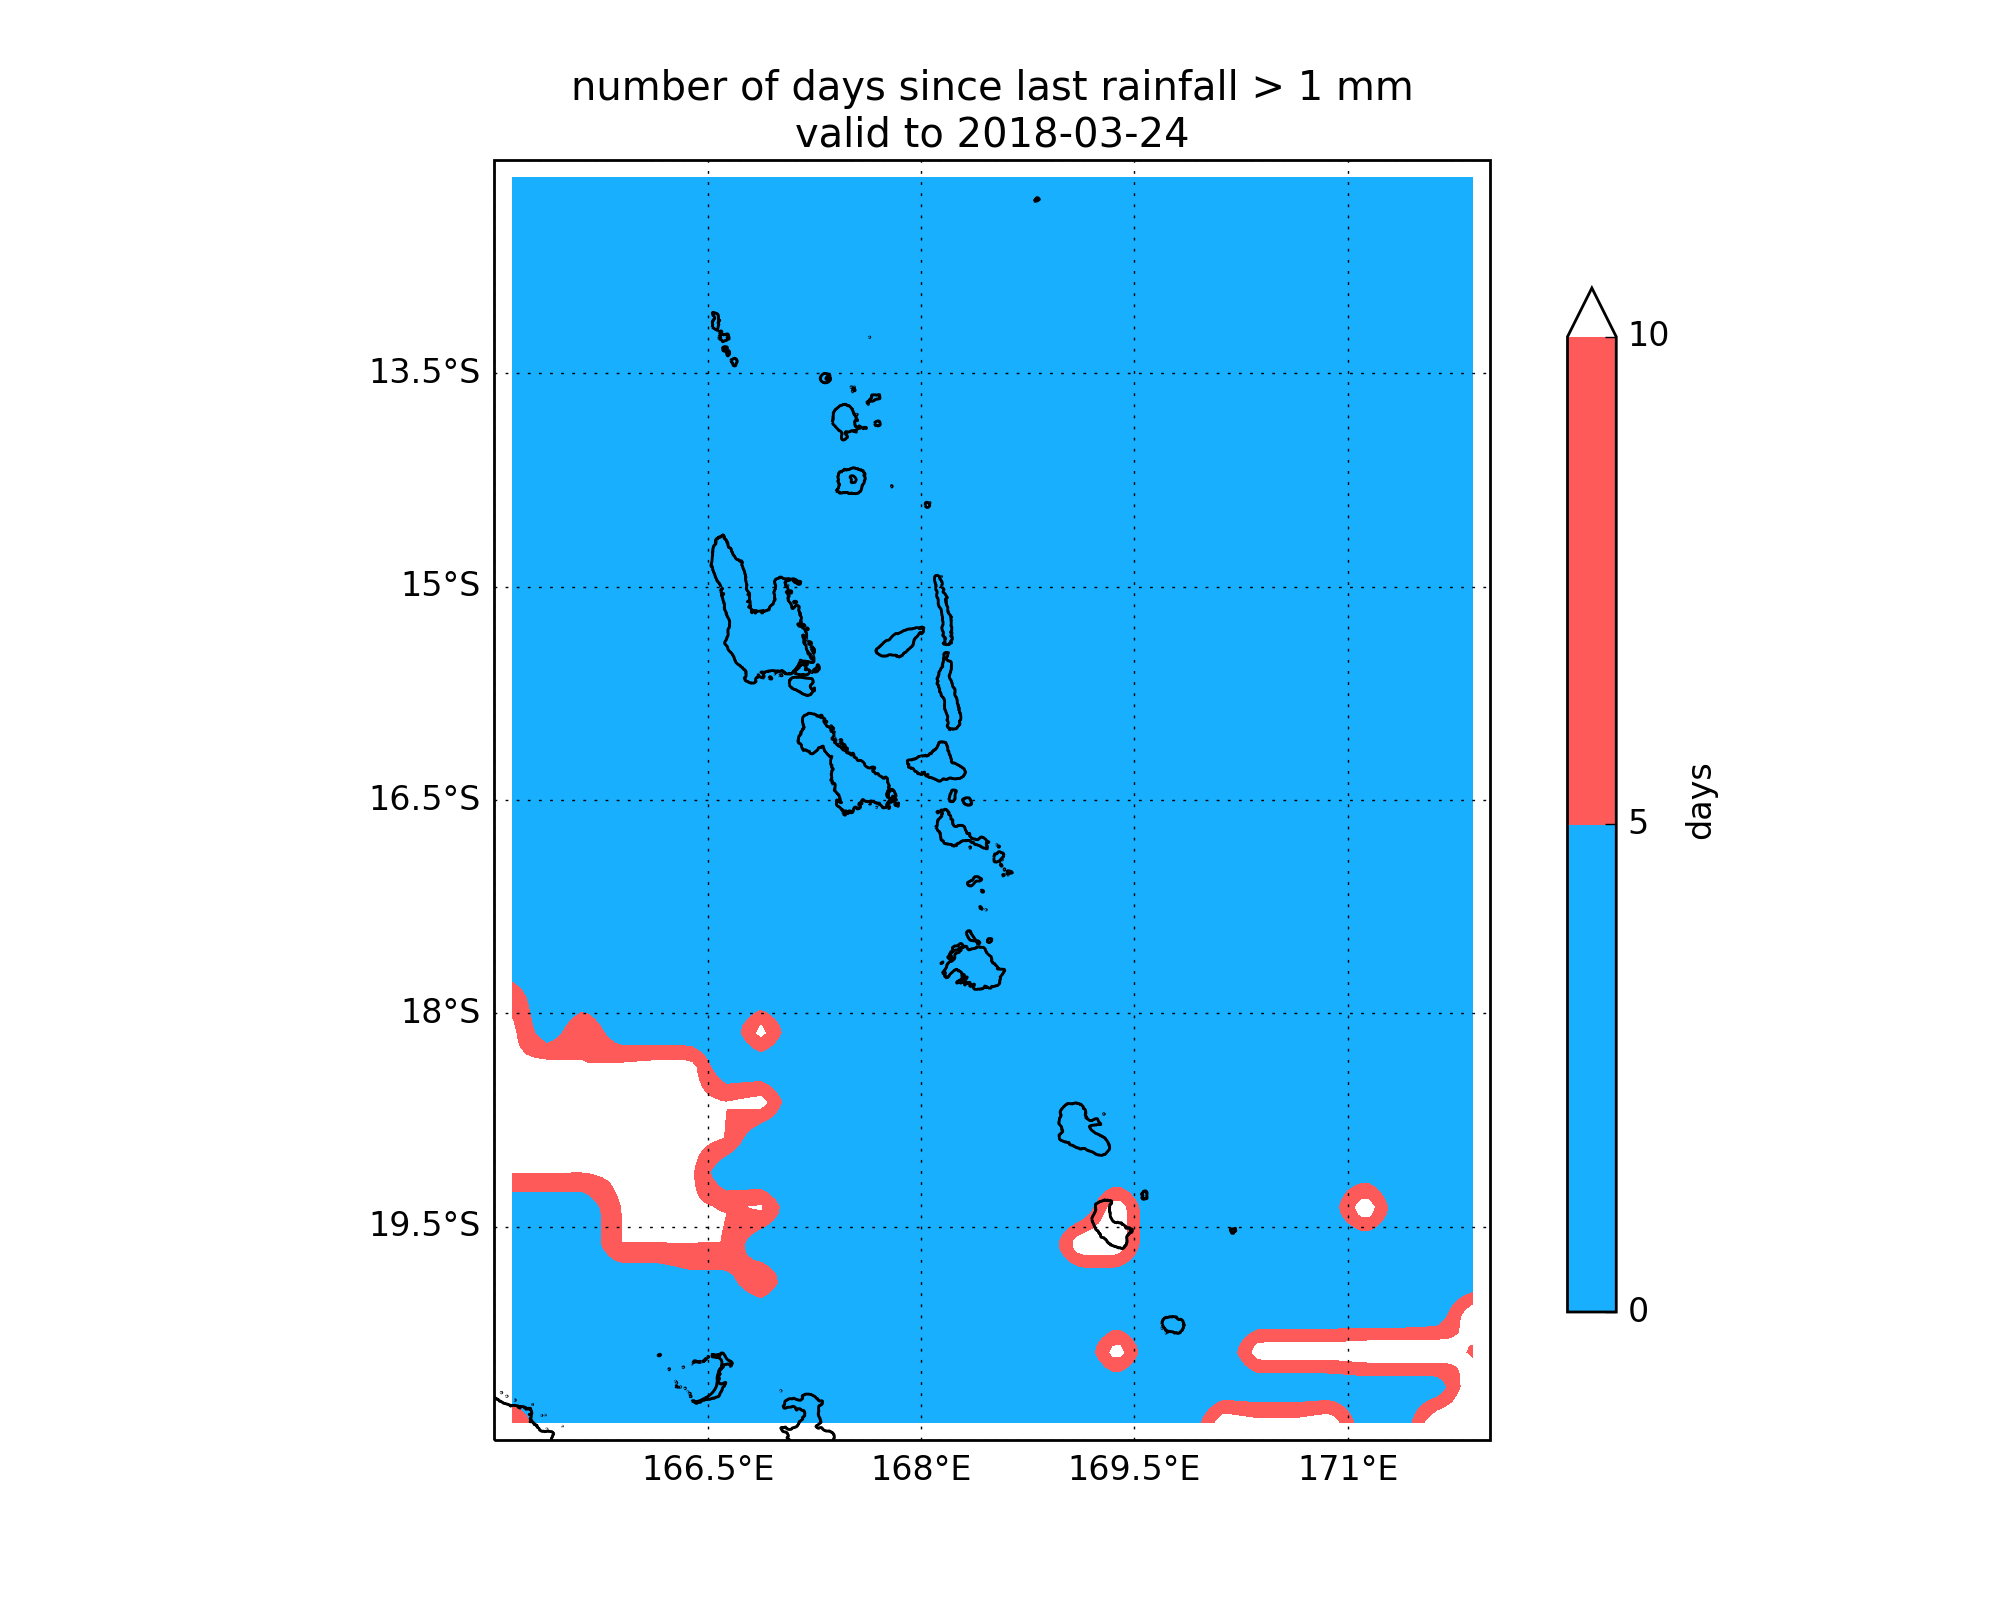 number of days since last rainfall > 1 mm
valid to 2018-03-24
13.5°S
15°S
16.5°S
18°S
19.5°S
166.5°E
168°E
169.5°E
171°E
10
5
0
days